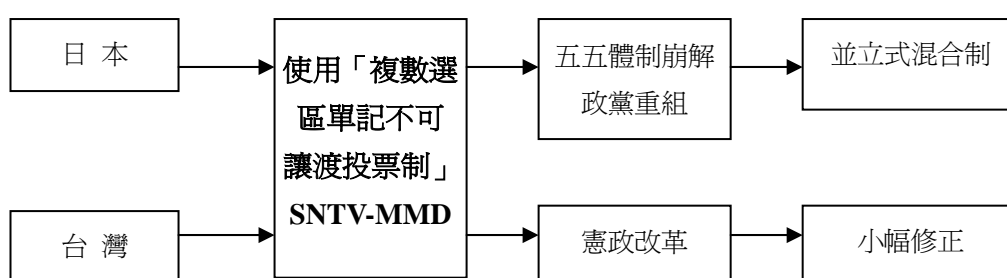 日 本
使用「複數選
區單記不可
讓渡投票制」
SNTV-MMD
五五體制崩解
政黨重組
並立式混合制
台 灣
憲政改革
小幅修正